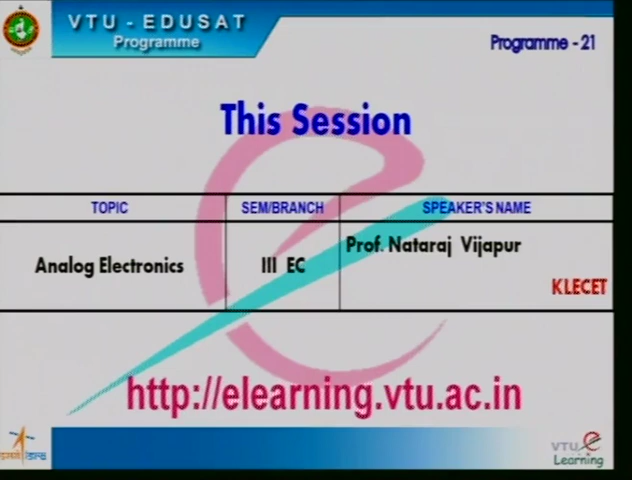 VTU - EDUSAT
Programme
Programme - 21
This Session
TOPIC SEM/BRANCH SPEAKER'S NAME
Analog Electronics III EC Prof. Nataraj Vijapur
KLECET
http://elearning.vtu.ac.in
VTU e
Learning